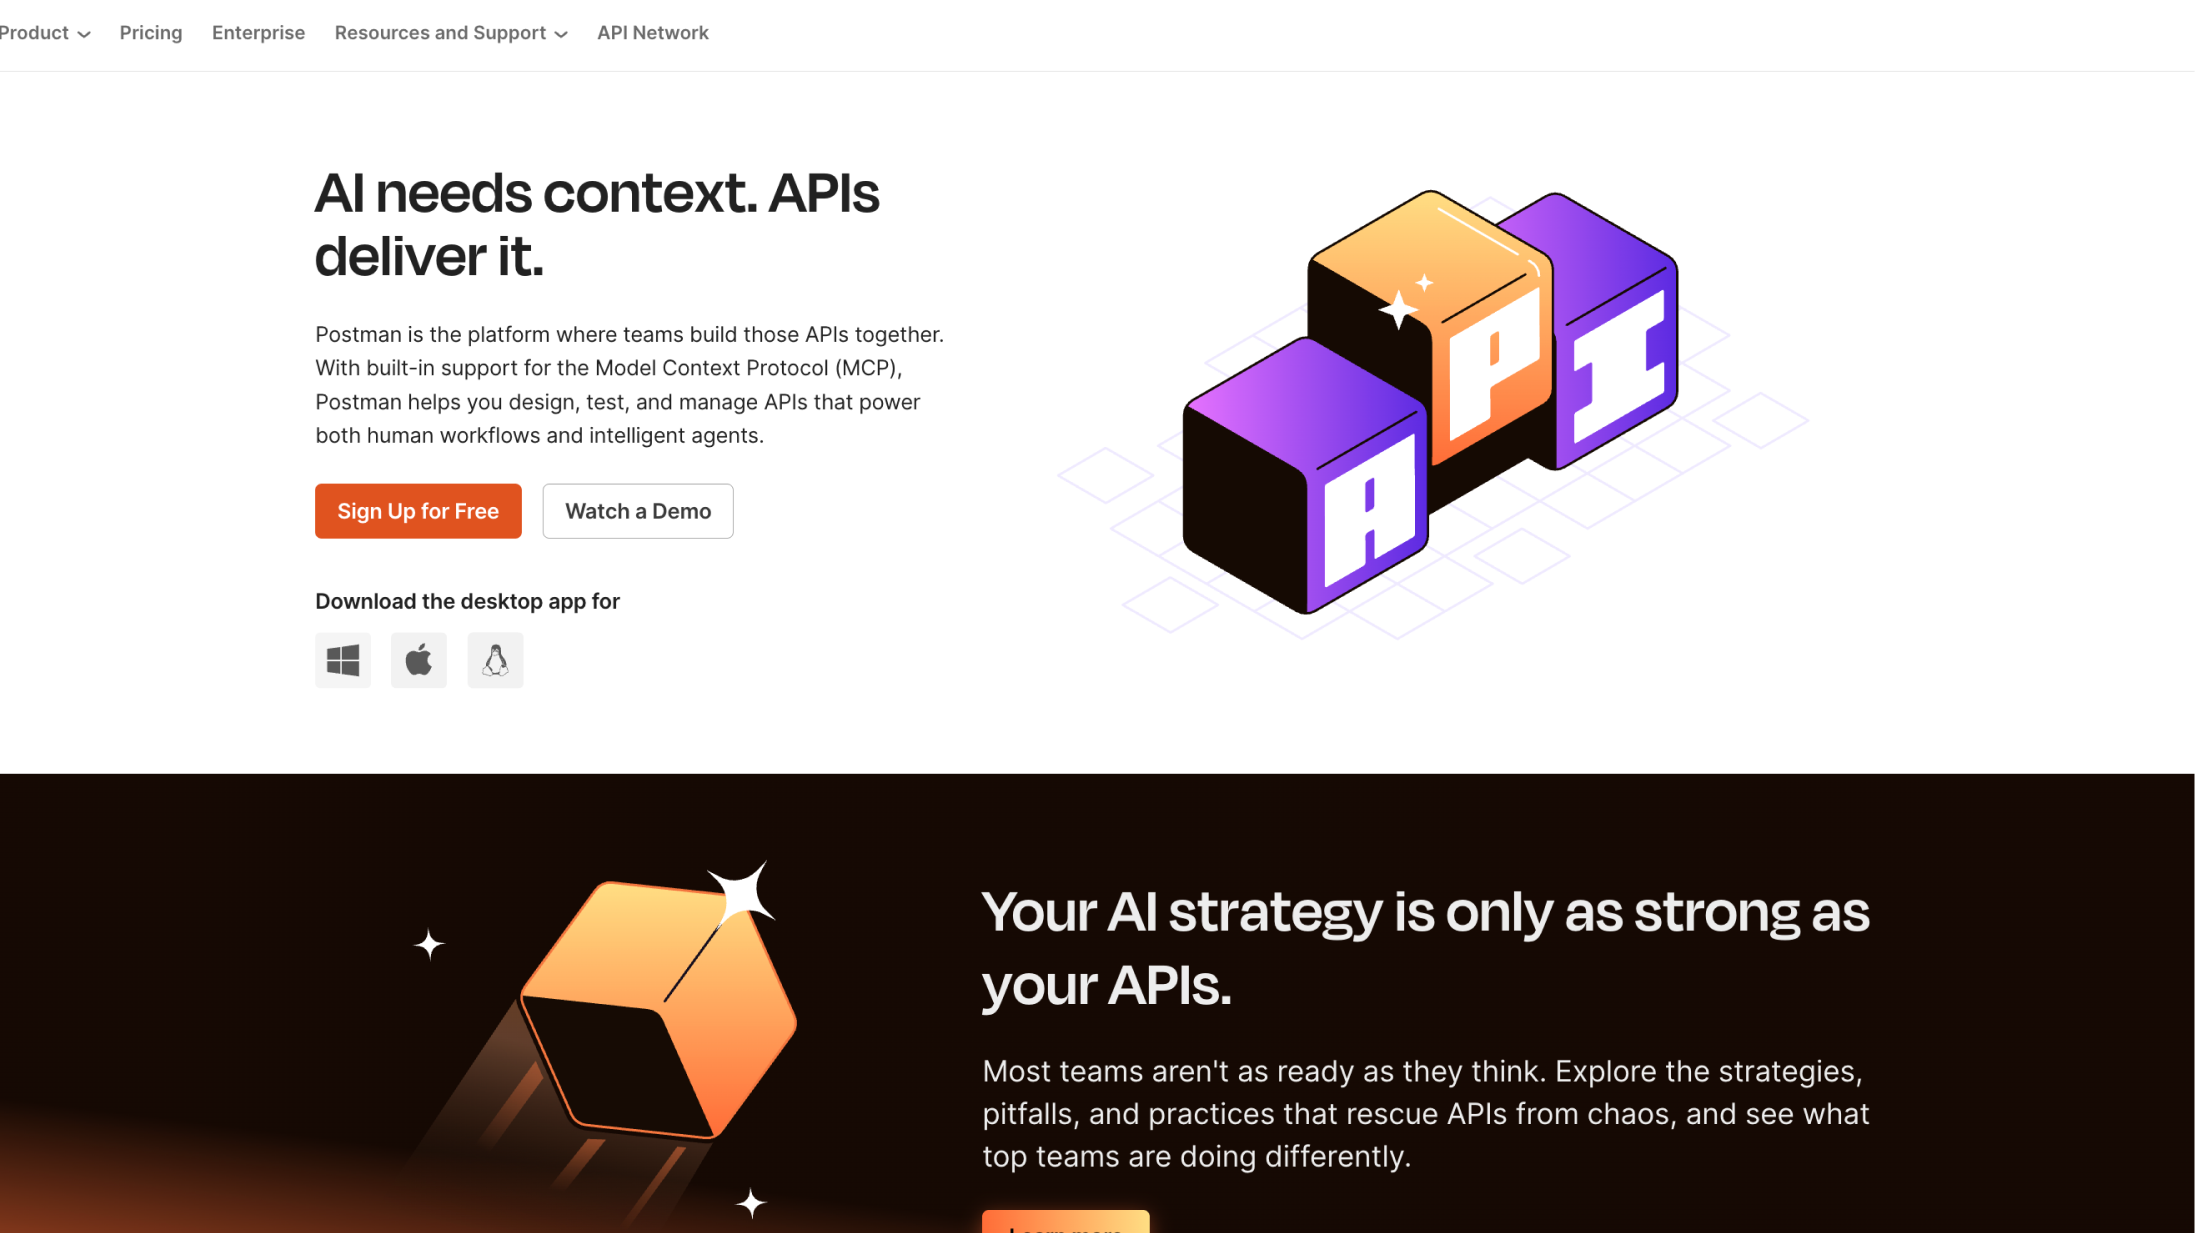 Product Pricing Enterprise Resources and Support API Network
AI needs context. APIs
deliver it.
Postman is the platform where teams build those APIs together.
With built-in support for the Model Context Protocol (MCP),
Postman helps you design, test, and manage APIs that power
both human workflows and intelligent agents.
Sign Up for Free Watch a Demo
Download the desktop app for
A P I
Your AI strategy is only as strong as
your APIs.
Most teams aren't as ready as they think. Explore the strategies,
pitfalls, and practices that rescue APIs from chaos, and see what
top teams are doing differently.
Learn more